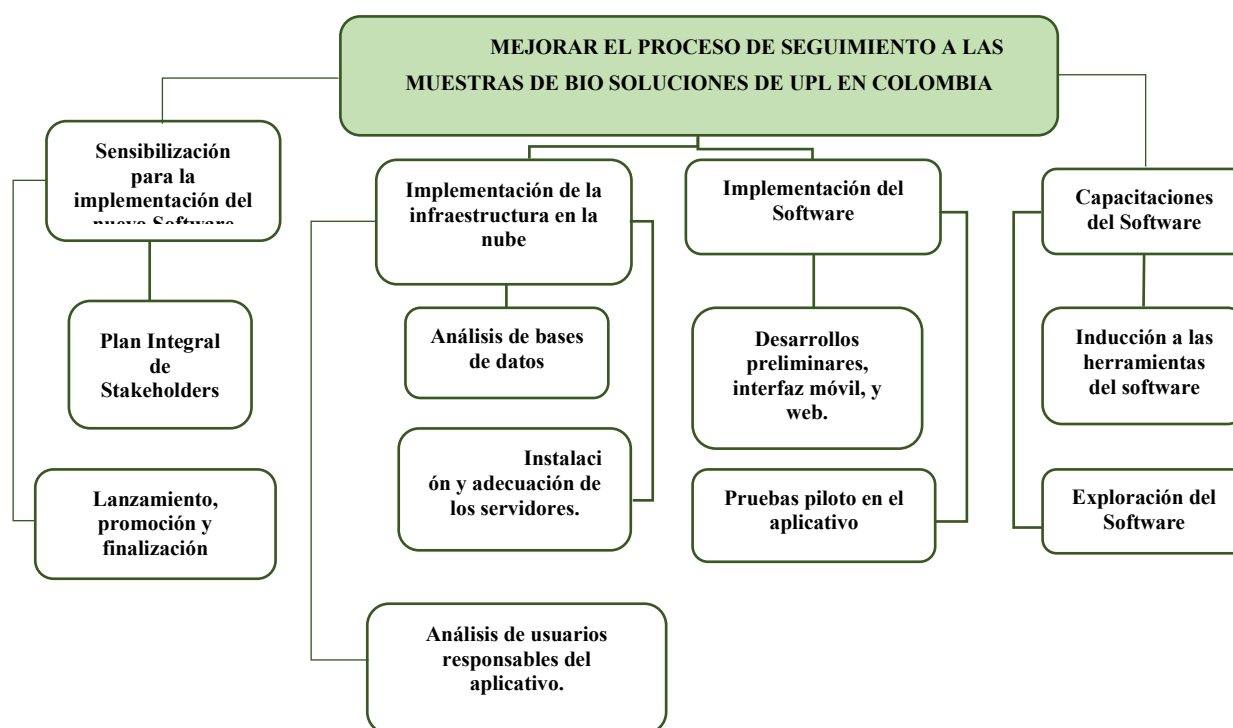 MEJORAR EL PROCESO DE SEGUIMIENTO A LAS
MUESTRAS DE BIO SOLUCIONES DE UPL EN COLOMBIA
Sensibilización
para la
implementación del
nuevo Software
Plan Integral
de
Stakeholders
Lanzamiento,
promoción y
finalización
Implementación de la
infraestructura en la
nube
Análisis de bases
de datos
Instalaci
ón y adecuación de
los servidores.
Análisis de usuarios
responsables del
aplicativo.
Implementación del
Software
Desarrollos
preliminares,
interfaz móvil, y
web.
Pruebas piloto en el
aplicativo
Capacitaciones
del Software
Inducción a las
herramientas
del software
Exploración del
Software